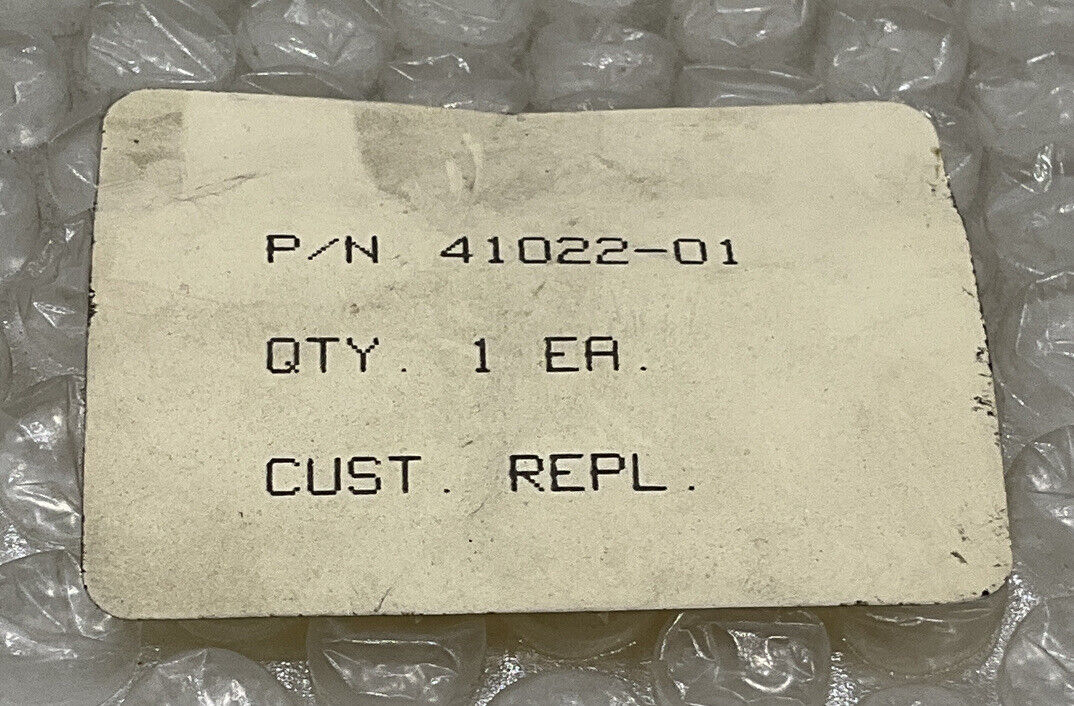 P/N 41022-01
QTY. 1 EA.
CUST. REPL.